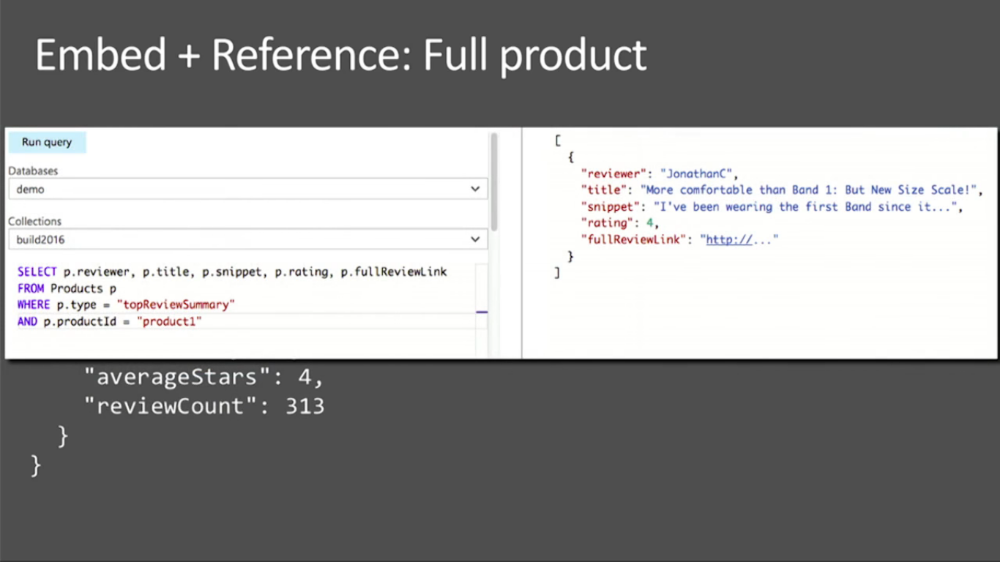 Embed + Reference: Full product
Run query
Databases
demo
Collections
build2016
SELECT p.reviewer, p.title, p.snippet, p.rating, p.fullReviewLink
FROM Products p
WHERE p.type = "topReviewSummary"
AND p.productId = "product1"
[
{
"reviewer": "JonathanC",
"title": "More comfortable than Band 1: But New Size Scale!",
"snippet": "I've been wearing the first Band since it...",
"rating": 4,
"fullReviewLink": "http://..."
}
]
"averageStars": 4,
"reviewCount": 313
}
}